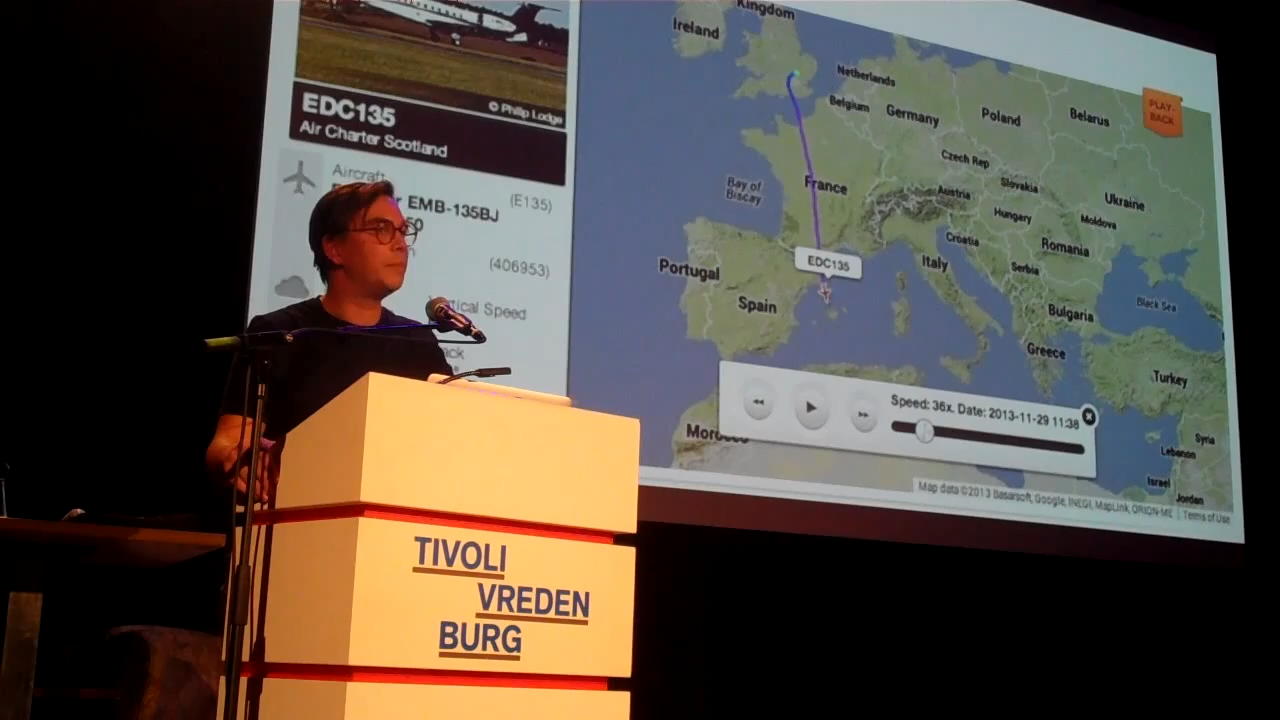 © Philip Lodge
EDC135
Air Charter Scotland
Aircraft
(E135)
EMB-135BJ
(406953)
Speed
Kingdom
Ireland
Netherlands
Belgium
Germany
Poland
Belarus
PLAY-
BACK
Czech Rep
Slovakia
Ukraine
Bay of
Biscay
France
Austria
Hungary
Moldova
Croatia
Romania
EDC135
Italy
Serbia
Portugal
Spain
Bulgaria
Black Sea
Greece
Turkey
Speed: 36x. Date: 2013-11-29 11:38
Morocco
Syria
Lebanon
Israel
Jordan
Map data ©2013 Basarsoft, Google, INEGI, MapLink, ORION-ME
Terms of Use
TIVOLI
VREDEN
BURG